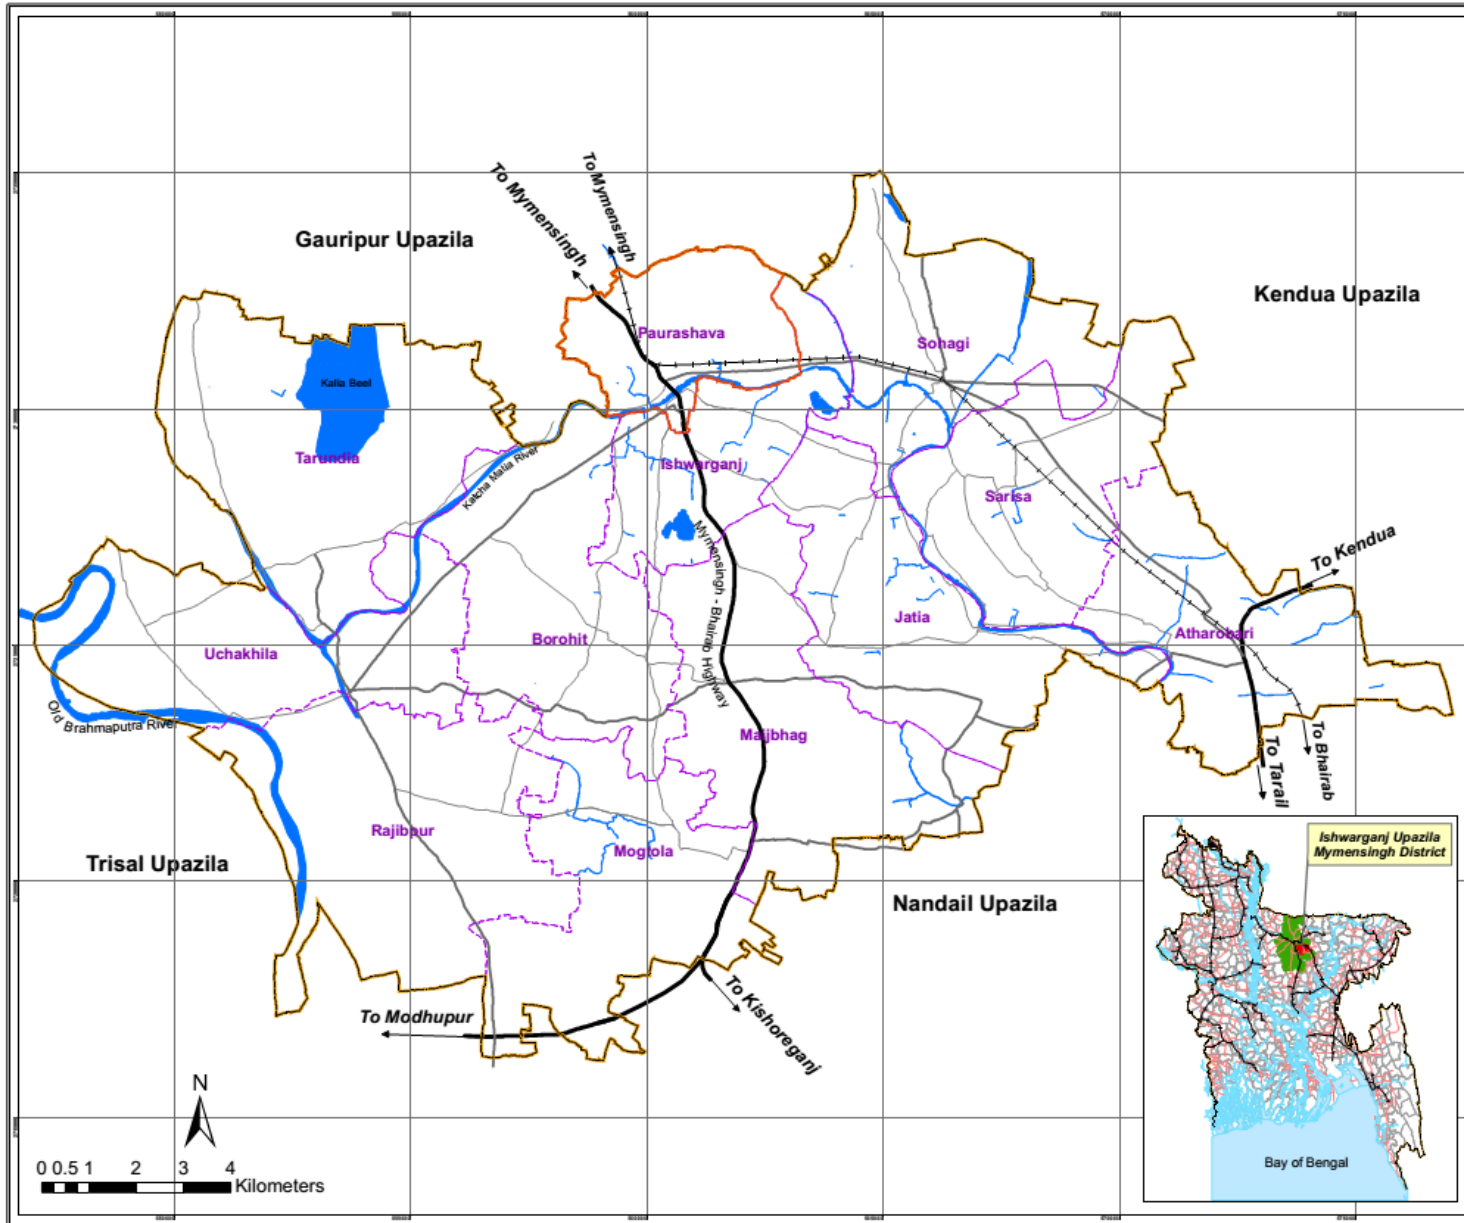 To Mymensingh
To Mymensingh
Gauripur Upazila
Kendua Upazila
Paurashava
Sohagi
Kalia Beel
Tarundia
Katcha Matia River
Ishwarganj
Sarisa
Mymensingh - Bhairab Highway
To Kendua
Jatia
Atharobari
Borohit
Uchakhila
Old Brahmaputra River
Maijbhag
To Tarail
To Bhairab
Rajibpur
Mogtola
Trisal Upazila
Nandail Upazila
To Modhupur
To Kishoreganj
N
0 0.5 1 2 3 4
Kilometers
Ishwarganj Upazila
Mymensingh District
Bay of Bengal